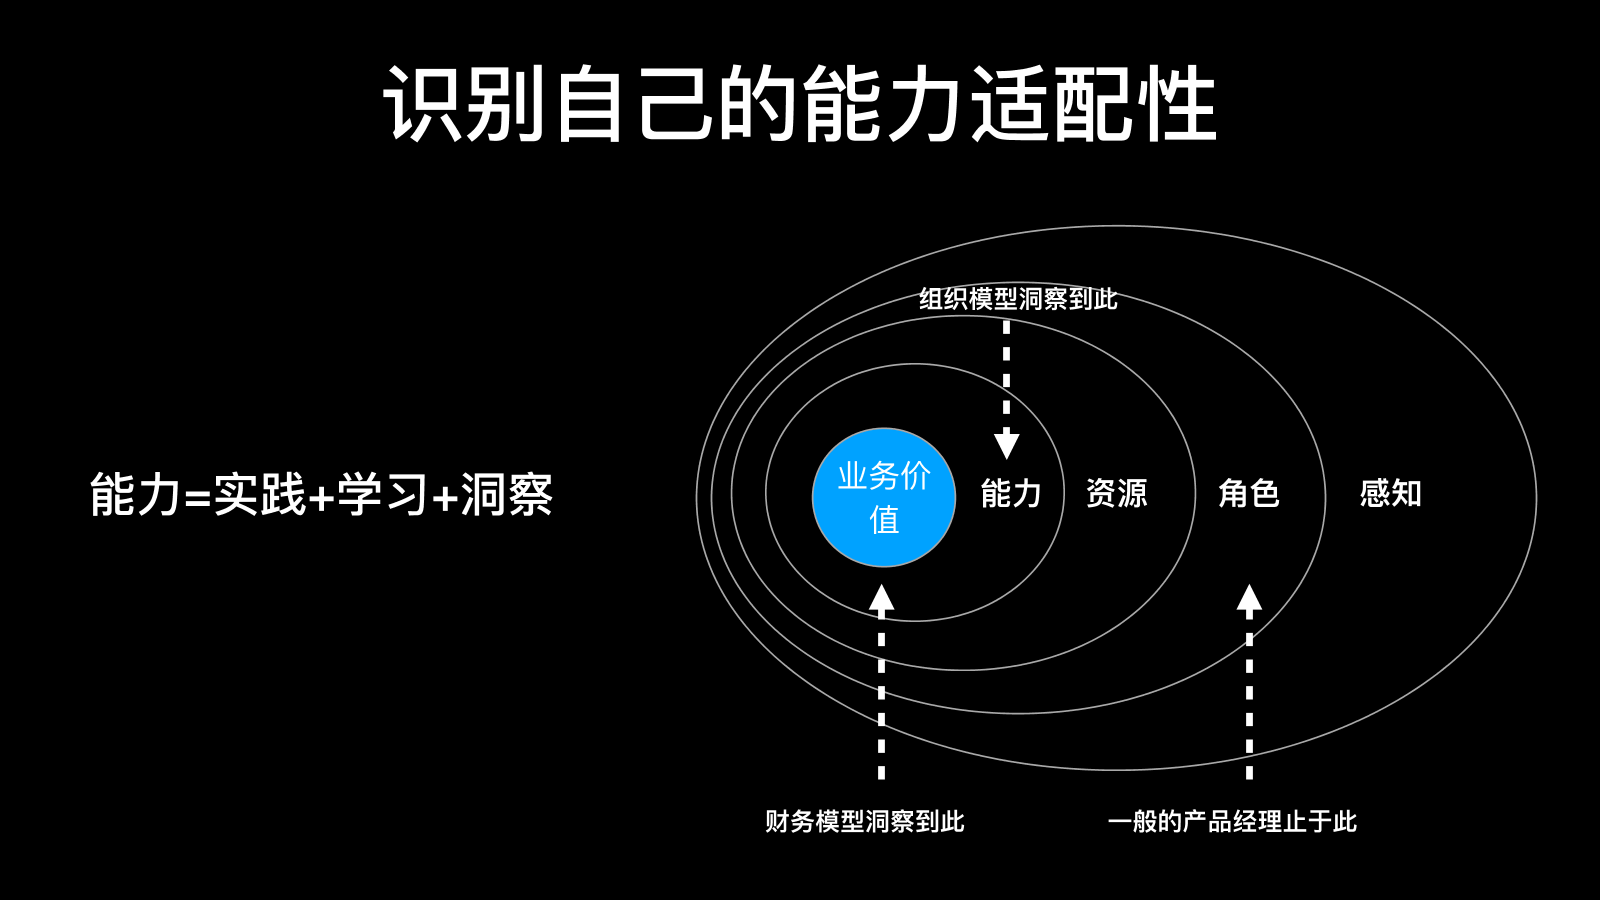 识别自己的能力适配性
组织模型洞察到此
能力=实践+学习+洞察
业务价
值
能力
资源
角色
感知
财务模型洞察到此
一般的产品经理止于此